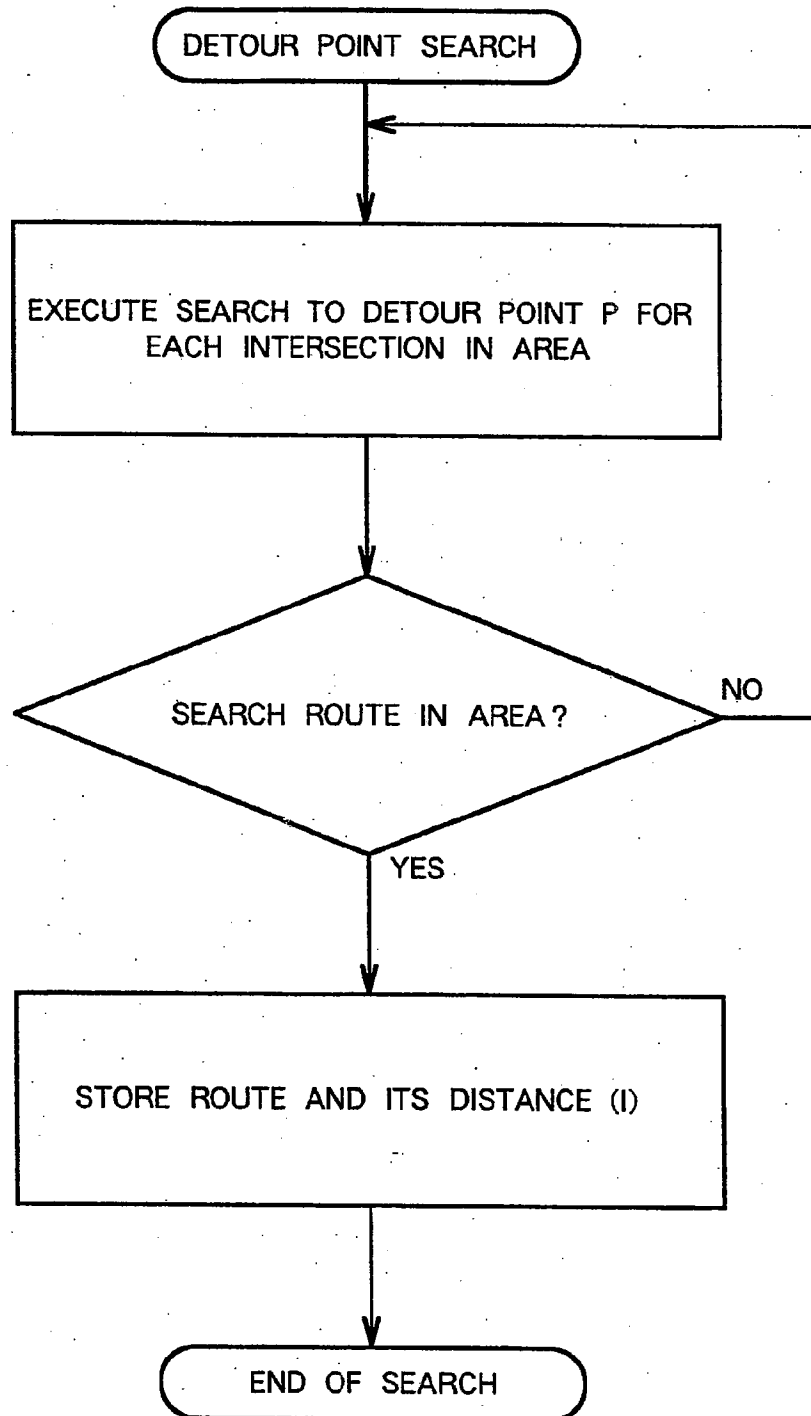 DETOUR POINT SEARCH
EXECUTE SEARCH TO DETOUR POINT P FOR
EACH INTERSECTION IN AREA
SEARCH ROUTE IN AREA?
NO
YES
STORE ROUTE AND ITS DISTANCE (I)
END OF SEARCH